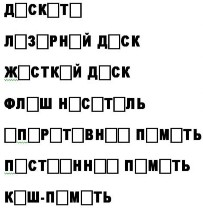 Д□СК□Т□
Л□З□РН□Й Д□СК
Ж□СТК□Й Д□СК
ФЛ□Ш Н□С□Т□ЛЬ
□П□Р□Т□ВН□□ П□М□ТЬ
П□СТ□□НН□□ П□М□ТЬ
К□Ш-П□М□ТЬ